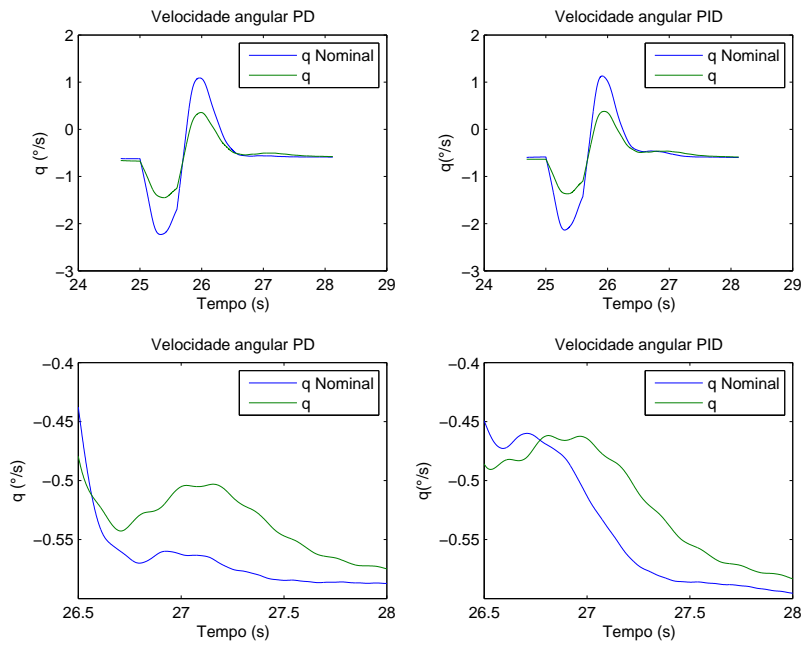 Velocidade angular PD
2
1
0
−1
−2
−3
q (°/s)
24
25
26
27
28
29
Tempo (s)
q Nominal
q
Velocidade angular PID
2
1
0
−1
−2
−3
q(°/s)
24
25
26
27
28
29
Tempo (s)
q Nominal
q
Velocidade angular PD
−0.4
−0.45
−0.5
−0.55
q (°/s)
26.5
27
27.5
28
Tempo (s)
q Nominal
q
Velocidade angular PID
−0.4
−0.45
−0.5
−0.55
q(°/s)
26.5
27
27.5
28
Tempo (s)
q Nominal
q